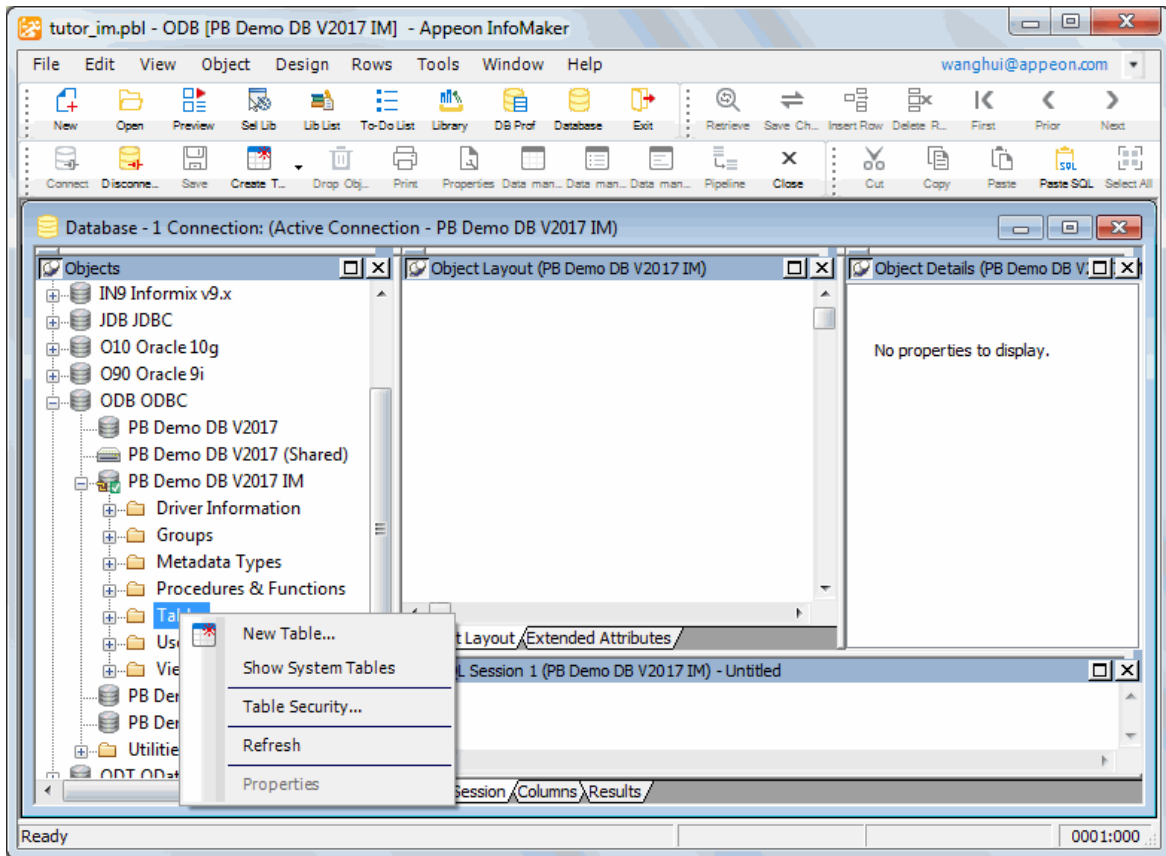 tutor_im.pbl - ODB [PB Demo DB V2017 IM] - Appeon InfoMaker
File Edit View Object Design Rows Tools Window Help wanghui@appeon.com
New Open Preview Sel Lib Lib List To-Do List Library DB Prof Database Exit Retrieve Save Ch... Insert Row Delete R... First Prior Next
Connect Disconne... Save Create T... Drop Obj... Print Properties Data man... Data man... Data man... Pipeline Close Cut Copy Paste Paste SQL Select All
Database - 1 Connection: (Active Connection - PB Demo DB V2017 IM)
Objects
IN9 Informix v9.x
JDB JDBC
O10 Oracle 10g
O90 Oracle 9i
ODB ODBC
PB Demo DB V2017
PB Demo DB V2017 (Shared)
PB Demo DB V2017 IM
Driver Information
Groups
Metadata Types
Procedures & Functions
PB
PB
Object Layout (PB Demo DB V2017 IM)
Object Details (PB Demo DB V
No properties to display.
New Table...
Show System Tables
Table Security...
Refresh
Properties
t Layout Extended Attributes
L Session 1 (PB Demo DB V2017 IM) - Untitled
Session Columns Results
Ready 0001:000